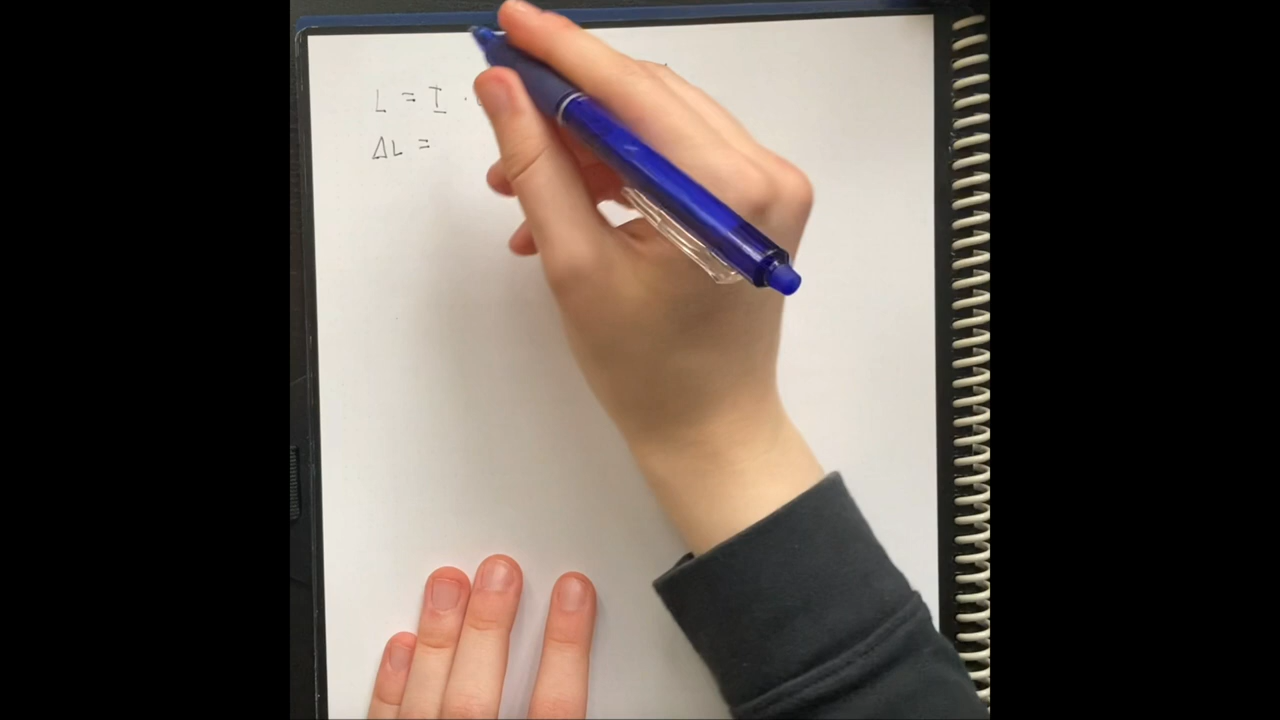 L = I ·
ΔL =